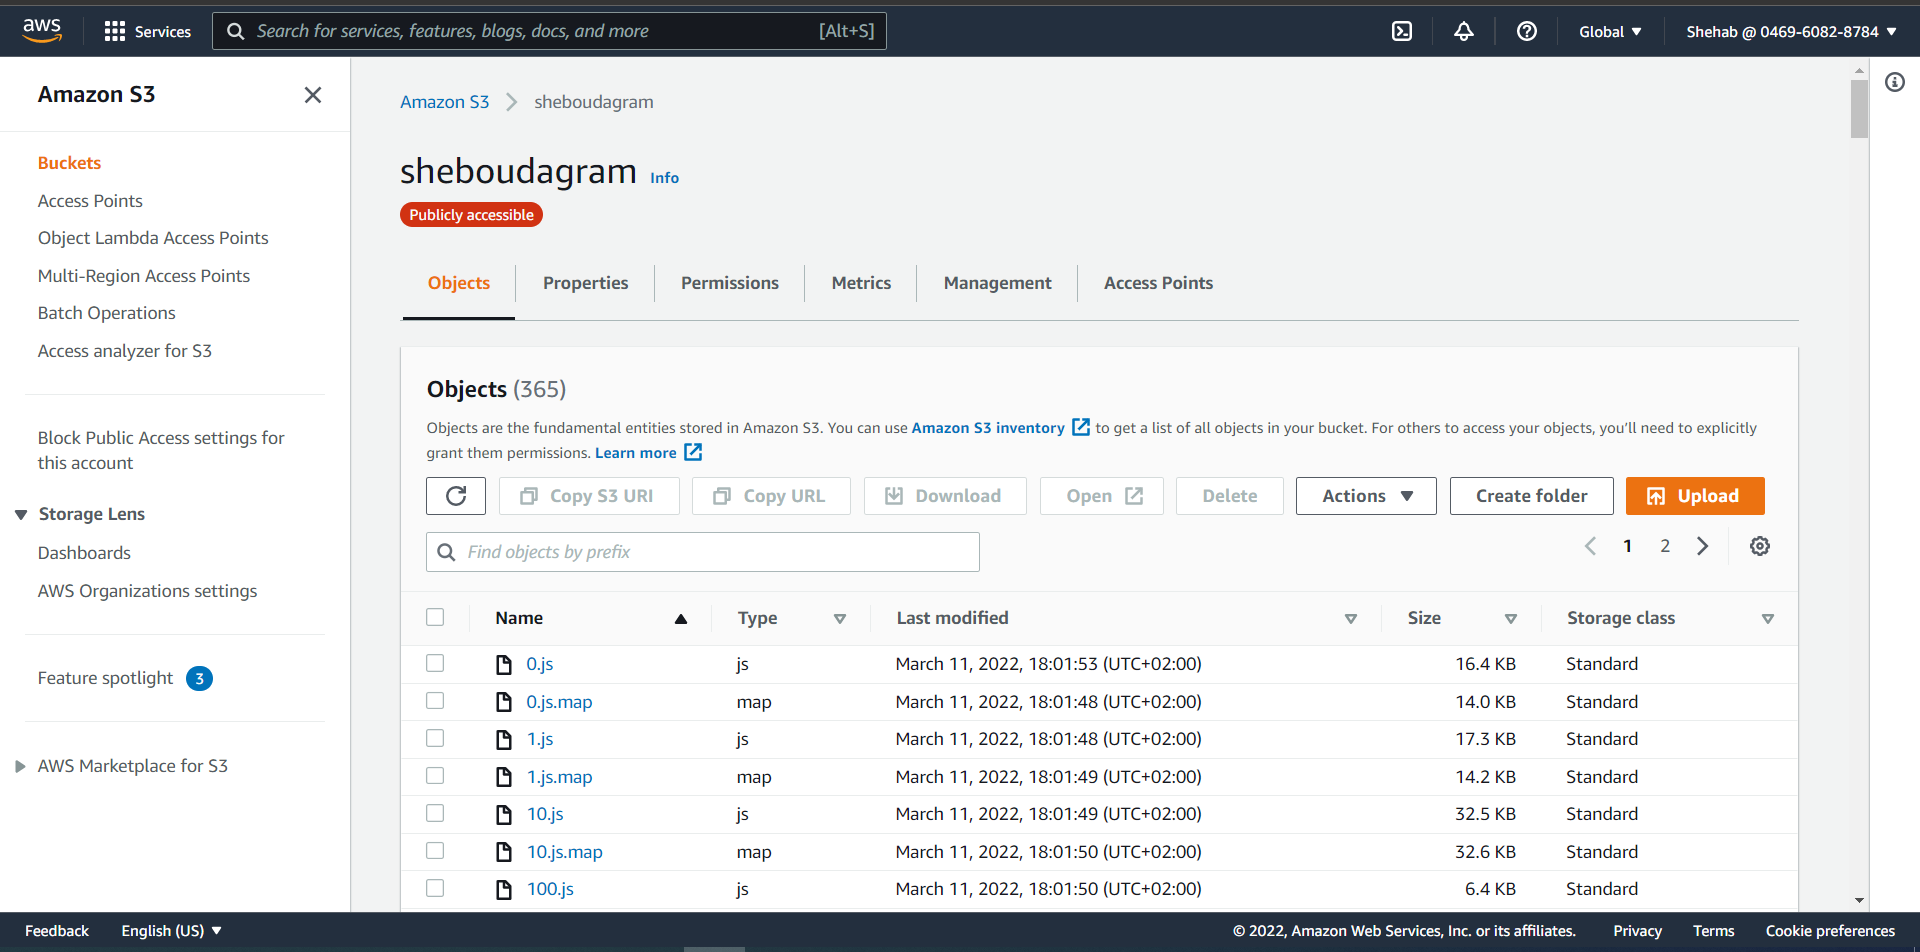 aws
Services
Search for services, features, blogs, docs, and more
[Alt+S]
Global
Shehab @ 0469-6082-8784
Amazon S3
Buckets
Access Points
Object Lambda Access Points
Multi-Region Access Points
Batch Operations
Access analyzer for S3
Block Public Access settings for
this account
Storage Lens
Dashboards
AWS Organizations settings
Feature spotlight 3
AWS Marketplace for S3
Amazon S3 > sheboudagram
sheboudagram Info
Publicly accessible
Objects Properties Permissions Metrics Management Access Points
Objects (365)
Objects are the fundamental entities stored in Amazon S3. You can use Amazon S3 inventory to get a list of all objects in your bucket. For others to access your objects, you'll need to explicitly
grant them permissions. Learn more
Copy S3 URI Copy URL Download Open Delete Actions Create folder Upload
Find objects by prefix
1 2
Name Type Last modified Size Storage class
0.js js March 11, 2022, 18:01:53 (UTC+02:00) 16.4 KB Standard
0.js.map map March 11, 2022, 18:01:48 (UTC+02:00) 14.0 KB Standard
1.js js March 11, 2022, 18:01:48 (UTC+02:00) 17.3 KB Standard
1.js.map map March 11, 2022, 18:01:49 (UTC+02:00) 14.2 KB Standard
10.js js March 11, 2022, 18:01:49 (UTC+02:00) 32.5 KB Standard
10.js.map map March 11, 2022, 18:01:50 (UTC+02:00) 32.6 KB Standard
100.js js March 11, 2022, 18:01:50 (UTC+02:00) 6.4 KB Standard
Feedback English (US) © 2022, Amazon Web Services, Inc. or its affiliates. Privacy Terms Cookie preferences